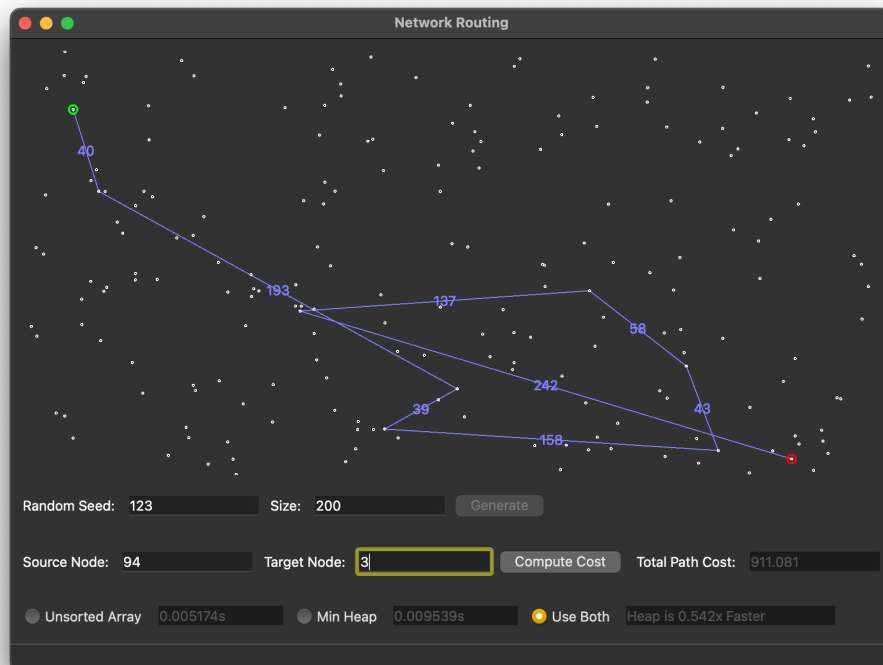 Network Routing
40
193
137
58
242
39
43
158
Random Seed: 123 Size: 200 Generate
Source Node: 94 Target Node: 3 Compute Cost Total Path Cost: 911.081
Unsorted Array 0.005174s Min Heap 0.009539s Use Both Heap is 0.542x Faster